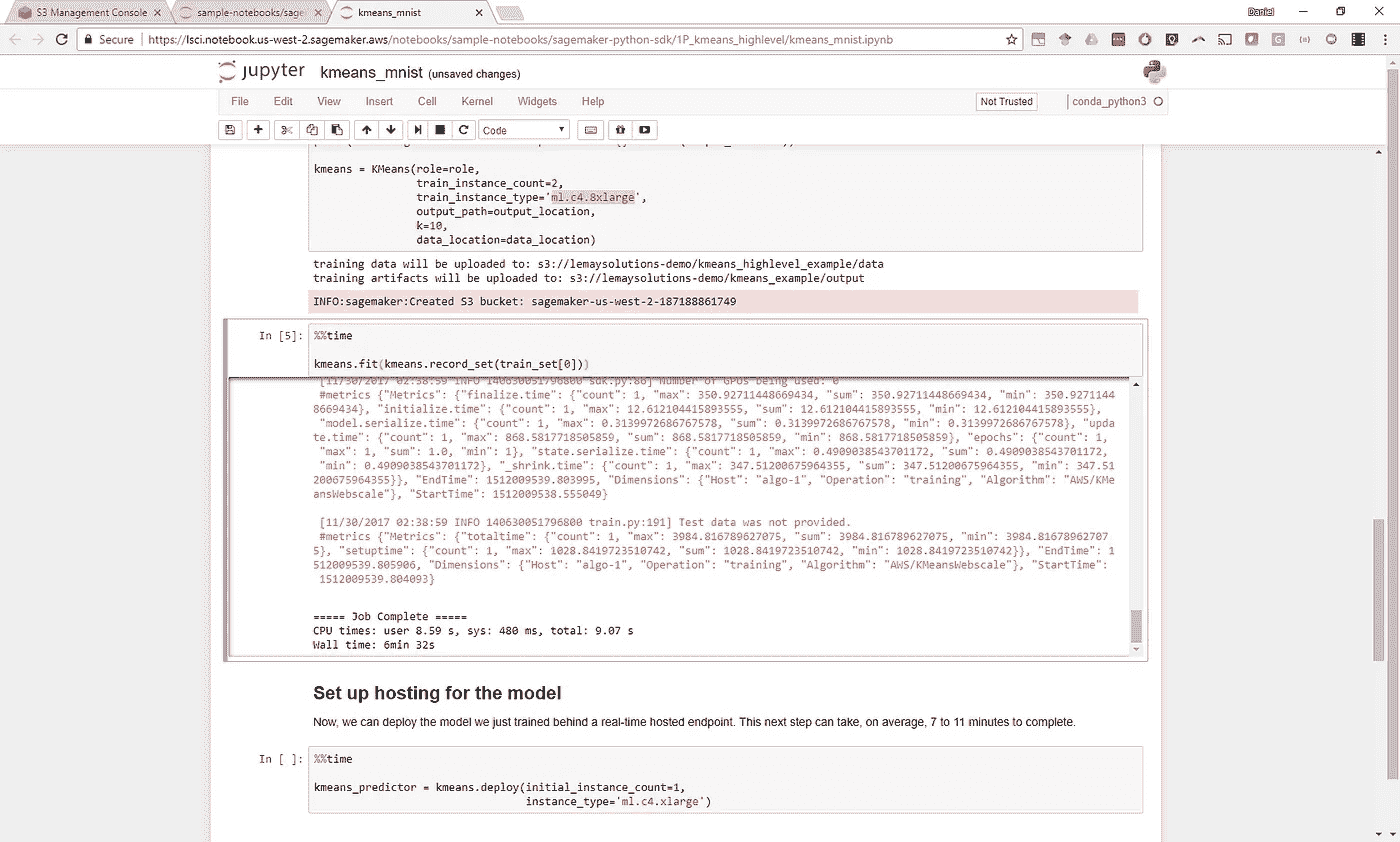 S3 Management Console
sample-notebooks/sage
kmeans_mnist
Daniel
Secure
https://lsci.notebook.us-west-2.sagemaker.aws/notebooks/sample-notebooks/sagemaker-python-sdk/1P_kmeans_highlevel/kmeans_mnist.ipynb
jupyter kmeans_mnist (unsaved changes)
File Edit View Insert Cell Kernel Widgets Help
Not Trusted
conda_python3
Code
kmeans = KMeans(role=role,
train_instance_count=2,
train_instance_type='ml.c4.8xlarge',
output_path=output_location,
k=10,
data_location=data_location)
training data will be uploaded to: s3://lemaysolutions-demo/kmeans_highlevel_example/data
training artifacts will be uploaded to: s3://lemaysolutions-demo/kmeans_example/output
INFO:sagemaker:Created S3 bucket: sagemaker-us-west-2-187188861749
In [5]: %%time
kmeans.fit(kmeans.record_set(train_set[0]))
[11/30/2017 02:38:59 INFO 140630051796800 sdk.py:86] Number of GPUs being used: 0
#metrics {"Metrics": {"finalize.time": {"count": 1, "max": 350.92711448669434, "sum": 350.92711448669434, "min": 350.9271144
8669434}, "initialize.time": {"count": 1, "max": 12.612104415893555, "sum": 12.612104415893555, "min": 12.612104415893555},
"model.serialize.time": {"count": 1, "max": 0.3139972686767578, "sum": 0.3139972686767578, "min": 0.3139972686767578}, "upda
te.time": {"count": 1, "max": 868.5817718505859, "sum": 868.5817718505859, "min": 868.5817718505859}, "epochs": {"count": 1,
"max": 1, "sum": 1.0, "min": 1}, "state.serialize.time": {"count": 1, "max": 0.4909038543701172, "sum": 0.4909038543701172,
"min": 0.4909038543701172}, "_shrink.time": {"count": 1, "max": 347.51200675964355, "sum": 347.51200675964355, "min": 347.51
200675964355}}, "EndTime": 1512009539.803995, "Dimensions": {"Host": "algo-1", "Operation": "training", "Algorithm": "AWS/KMe
ansWebscale"}, "StartTime": 1512009538.555049}
[11/30/2017 02:38:59 INFO 140630051796800 train.py:191] Test data was not provided.
#metrics {"Metrics": {"totaltime": {"count": 1, "max": 3984.816789627075, "sum": 3984.816789627075, "min": 3984.81678962707
5}, "setuptime": {"count": 1, "max": 1028.8419723510742, "sum": 1028.8419723510742, "min": 1028.8419723510742}}, "EndTime": 1
512009539.805906, "Dimensions": {"Host": "algo-1", "Operation": "training", "Algorithm": "AWS/KMeansWebscale"}, "StartTime":
1512009539.804093}
===== Job Complete =====
CPU times: user 8.59 s, sys: 480 ms, total: 9.07 s
Wall time: 6min 32s
Set up hosting for the model
Now, we can deploy the model we just trained behind a real-time hosted endpoint. This next step can take, on average, 7 to 11 minutes to complete.
In [ ]: %%time
kmeans_predictor = kmeans.deploy(initial_instance_count=1,
instance_type='ml.c4.xlarge')